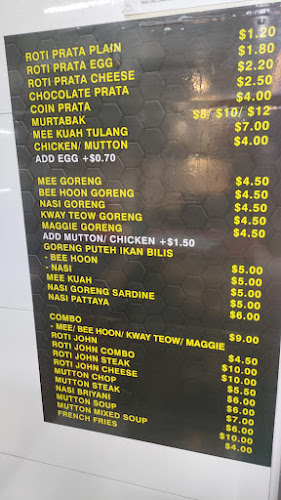 ROTI PRATA PLAIN $1.20
ROTI PRATA EGG $1.80
ROTI PRATA CHEESE $2.20
CHOCOLATE PRATA $2.50
COIN PRATA $4.00
MURTABAK $8/ $10/ $12
MEE KUAH TULANG $7.00
CHICKEN/ MUTTON $4.00
ADD EGG +$0.70
MEE GORENG $4.50
BEE HOON GORENG $4.50
NASI GORENG $4.50
KWAY TEOW GORENG $4.50
MAGGIE GORENG $4.50
ADD MUTTON/ CHICKEN +$1.50
GORENG PUTEH IKAN BILIS
- BEE HOON $5.00
- NASI $5.00
MEE KUAH $5.00
NASI GORENG SARDINE $5.00
NASI PATTAYA $6.00
COMBO
- MEE/ BEE HOON/ KWAY TEOW/ MAGGIE $9.00
ROTI JOHN $4.50
ROTI JOHN COMBO $10.00
ROTI JOHN STEAK $10.00
ROTI JOHN CHEESE $5.50
MUTTON CHOP $6.00
MUTTON STEAK $6.00
NASI BRIYANI $7.00
MUTTON SOUP $6.00
MUTTON MIXED SOUP $10.00
FRENCH FRIES $4.00